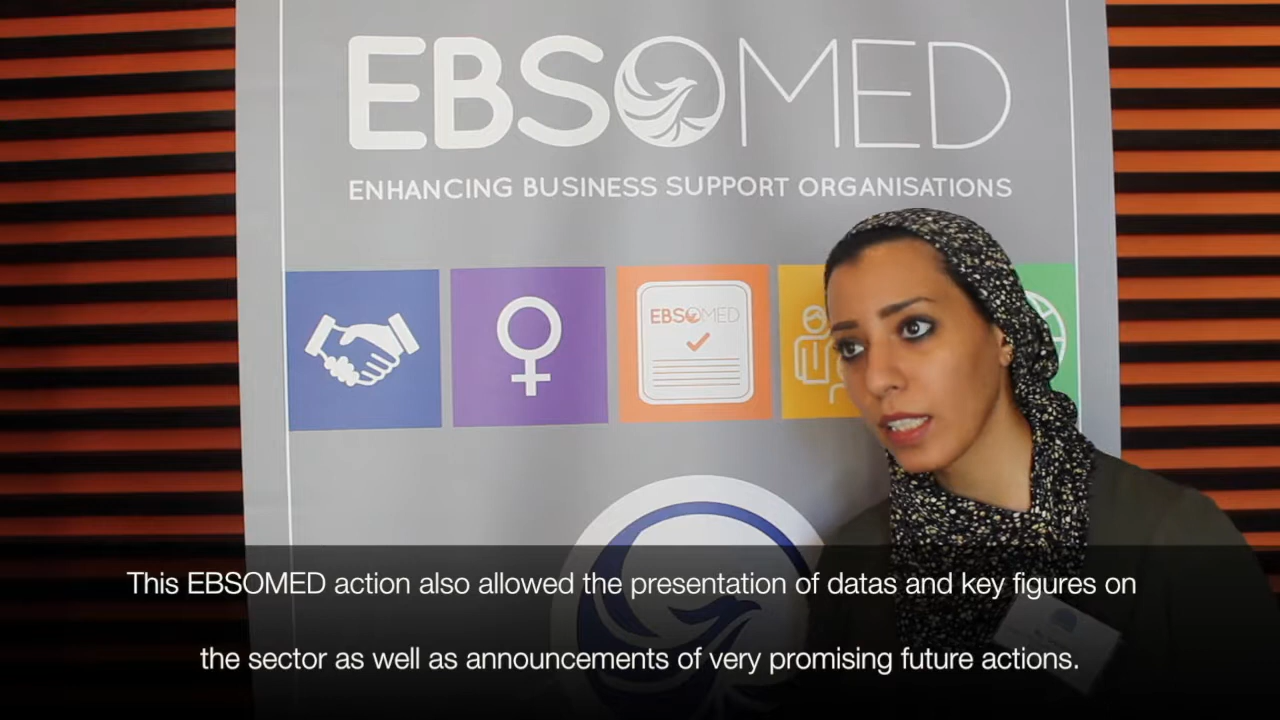 EBSOMED
ENHANCING BUSINESS SUPPORT ORGANISATIONS
EBSOMED
This EBSOMED action also allowed the presentation of datas and key figures on
the sector as well as announcements of very promising future actions.